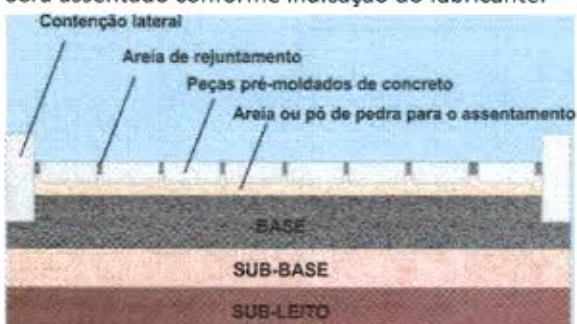 será assentado conforme indicação do fabricante.
Contenção lateral
Areia de rejuntamento
Peças pré-moldados de concreto
Areia ou pó de pedra para o assentamento
BASE
SUB-BASE
SUB-LEITO